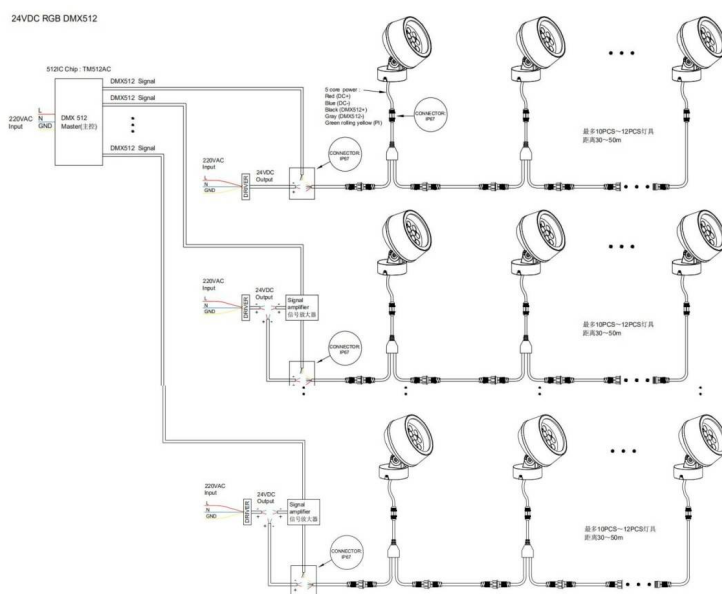 24VDC RGB DMX512
512IC Chip : TM512AC
DMX512 Signal
DMX512 Signal
DMX512 Signal
220VAC
Input
L
N
GND
DMX 512
Master(主控)
5 core power :
Red (DC+)
Blue (DC-)
Black (DMX512+)
Gray (DMX512-)
Green rolling yellow (PI)
CONNECTOR:
IP67
220VAC
Input
L
N
GND
DRIVER
24VDC
Output
+
-
CONNECTOR:
IP67
最多10PCS~12PCS灯具
距离30~50m
220VAC
Input
L
N
GND
DRIVER
24VDC
Output
Signal
amplifier
信号放大器
CONNECTOR:
IP67
最多10PCS~12PCS灯具
距离30~50m
220VAC
Input
L
N
GND
DRIVER
24VDC
Output
Signal
amplifier
信号放大器
CONNECTOR:
IP67
最多10PCS~12PCS灯具
距离30~50m